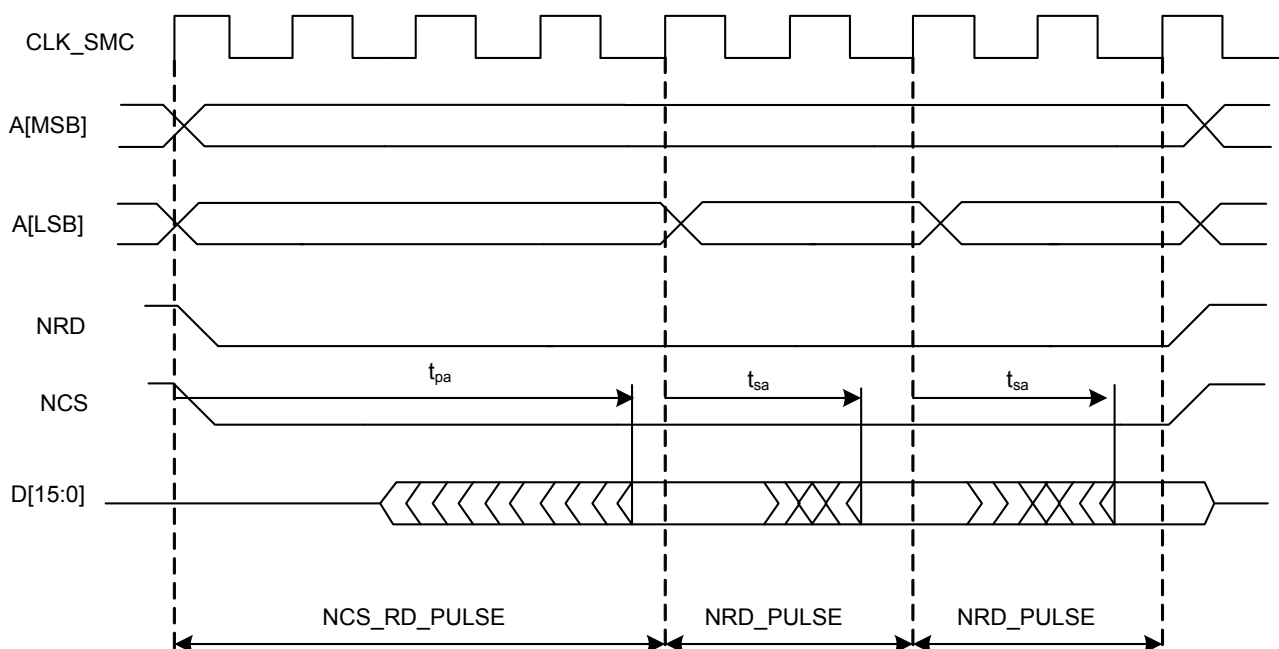 CLK_SMC
A[MSB]
A[LSB]
NRD
NCS
tpa
tsa
tsa
D[15:0]
NCS_RD_PULSE
NRD_PULSE
NRD_PULSE